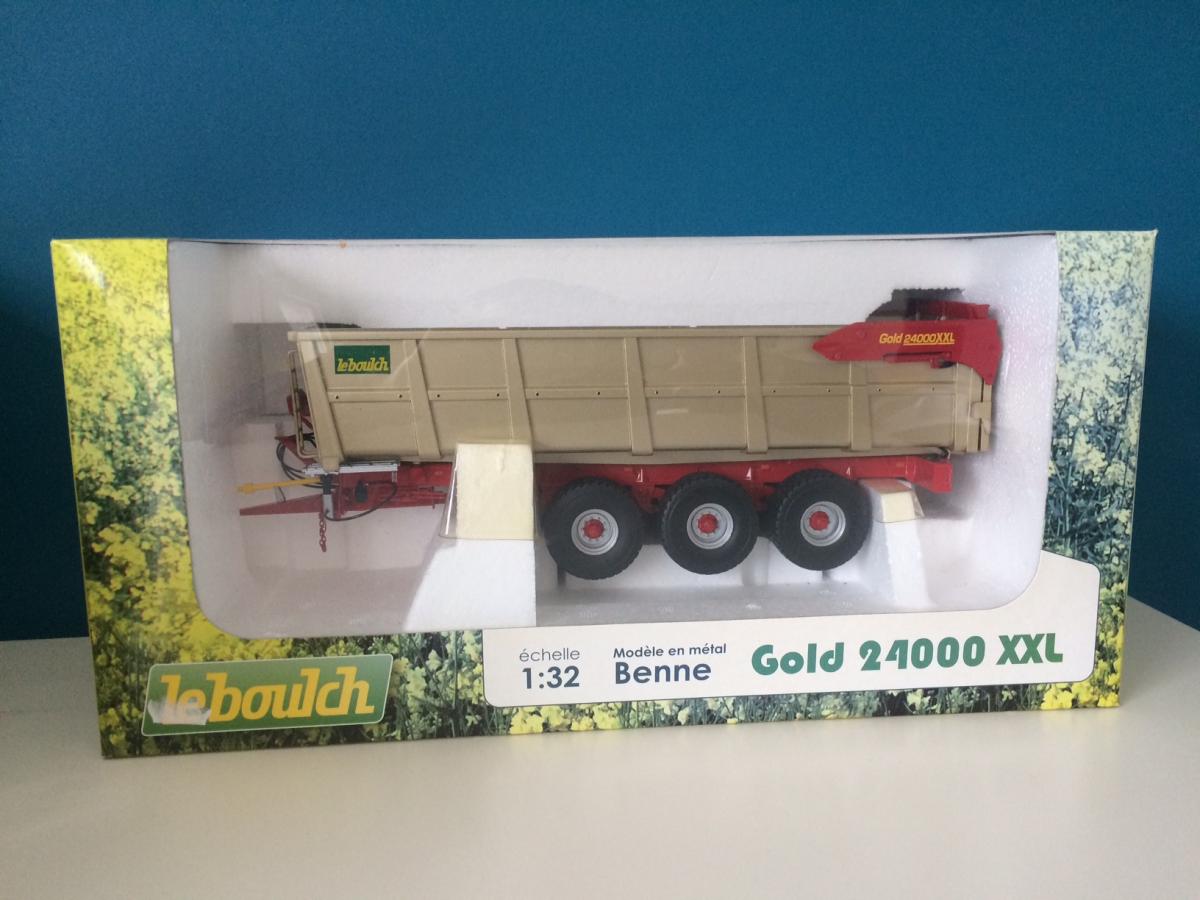 leboulch
Gold 24000XXL
échelle
1:32
Modèle en métal
Benne
Gold 24000 XXL
leboulch